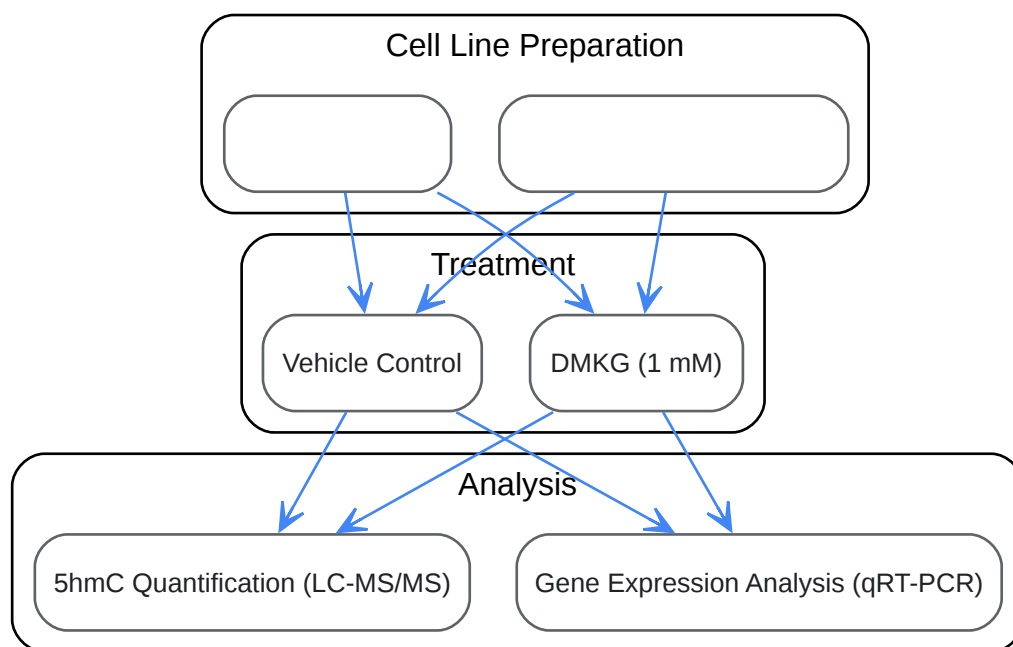 Cell Line Preparation
Treatment
Vehicle Control
DMKG (1 mM)
Analysis
5hmC Quantification (LC-MS/MS)
Gene Expression Analysis (qRT-PCR)